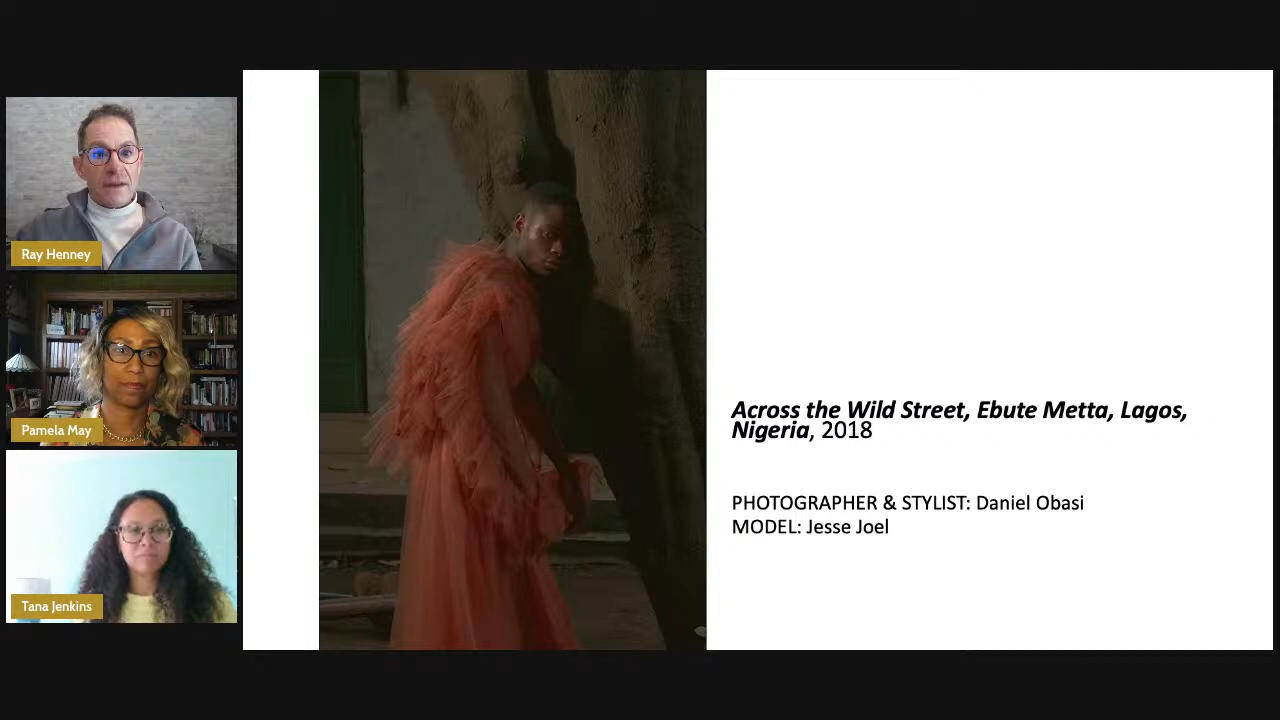 Ray Henney
Pamela May
Tana Jenkins
Across the Wild Street, Ebute Metta, Lagos,
Nigeria, 2018
PHOTOGRAPHER & STYLIST: Daniel Obasi
MODEL: Jesse Joel